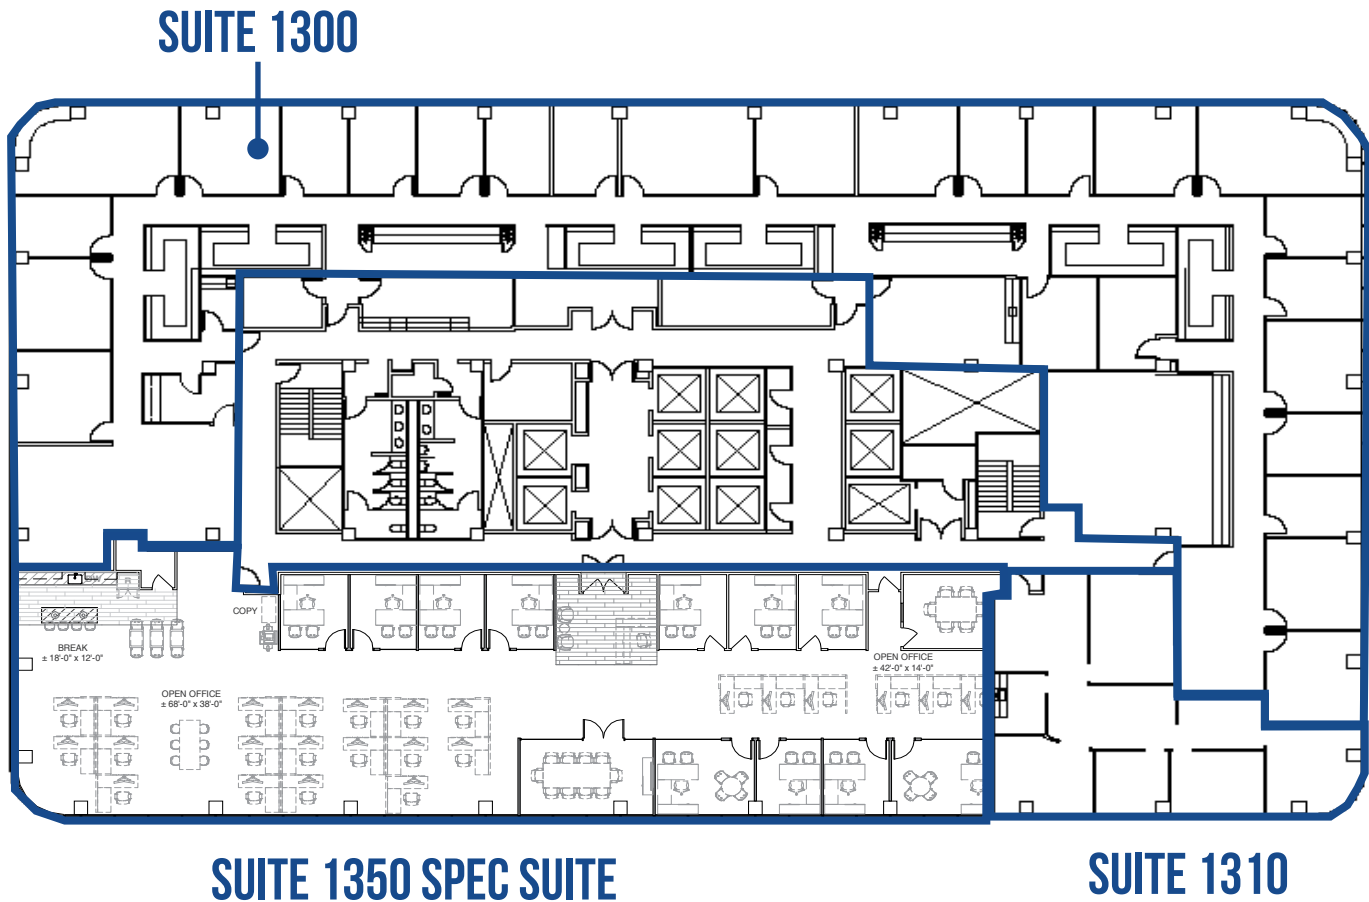 SUITE 1300
COPY
BREAK
± 18'-0" x 12'-0"
OPEN OFFICE
± 42'-0" x 14'-0"
OPEN OFFICE
± 68'-0" x 38'-0"
SUITE 1350 SPEC SUITE
SUITE 1310